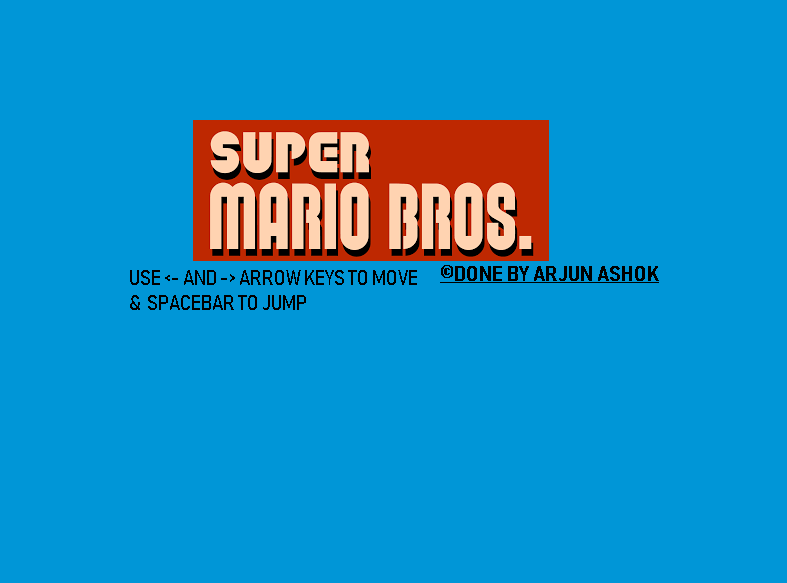 SUPER
MARIO BROS.
USE <- AND -> ARROW KEYS TO MOVE
& SPACEBAR TO JUMP
©DONE BY ARJUN ASHOK